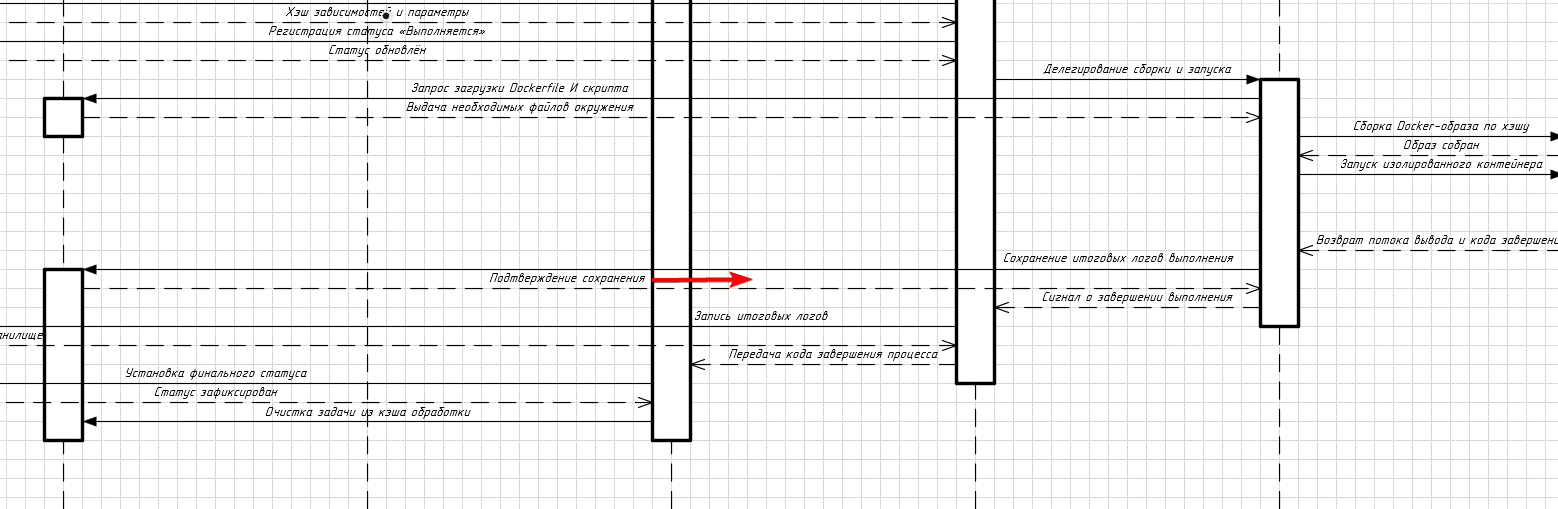 Хэш зависимостей и параметры
Регистрация статуса «Выполняется»
Статус обновлён
Делегирование сборки и запуска
Запрос загрузки Dockerfile И скрипта
Выдача необходимых файлов окружения
Сборка Docker-образа по хэшу
Образ собран
Запуск изолированного контейнера
Возврат потока вывода и кода завершени
Сохранение итоговых логов выполнения
Подтверждение сохранения
Сигнал о завершении выполнения
Запись итоговых логов
анилище
Передача кода завершения процесса
Установка финального статуса
Статус зафиксирован
Очистка задачи из кэша обработки